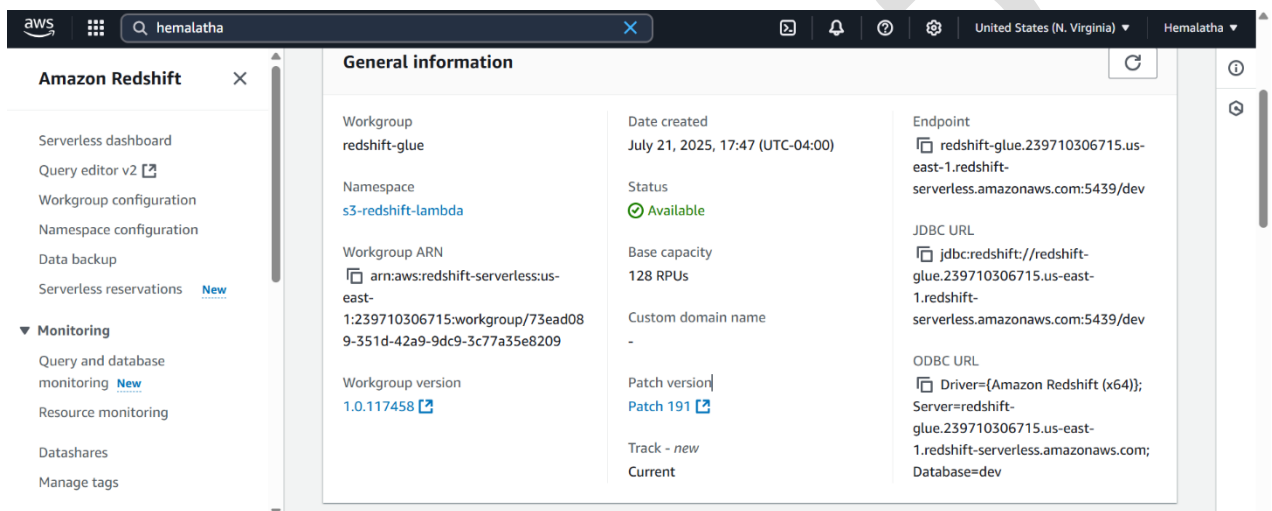 aws
hemalatha
United States (N. Virginia)
Hemalatha
Amazon Redshift
Serverless dashboard
Query editor v2
Workgroup configuration
Namespace configuration
Data backup
Serverless reservations New
Monitoring
Query and database
monitoring New
Resource monitoring
Datashares
Manage tags
General information
Workgroup
redshift-glue
Namespace
s3-redshift-lambda
Workgroup ARN
arn:aws:redshift-serverless:us-
east-
1:239710306715:workgroup/73ead08
9-351d-42a9-9dc9-3c77a35e8209
Workgroup version
1.0.117458
Date created
July 21, 2025, 17:47 (UTC-04:00)
Status
Available
Base capacity
128 RPUs
Custom domain name
-
Patch version
Patch 191
Track - new
Current
Endpoint
redshift-glue.239710306715.us-
east-1.redshift-
serverless.amazonaws.com:5439/dev
JDBC URL
jdbc:redshift://redshift-
glue.239710306715.us-east-
1.redshift-
serverless.amazonaws.com:5439/dev
ODBC URL
Driver={Amazon Redshift (x64)};
Server=redshift-
glue.239710306715.us-east-
1.redshift-serverless.amazonaws.com;
Database=dev